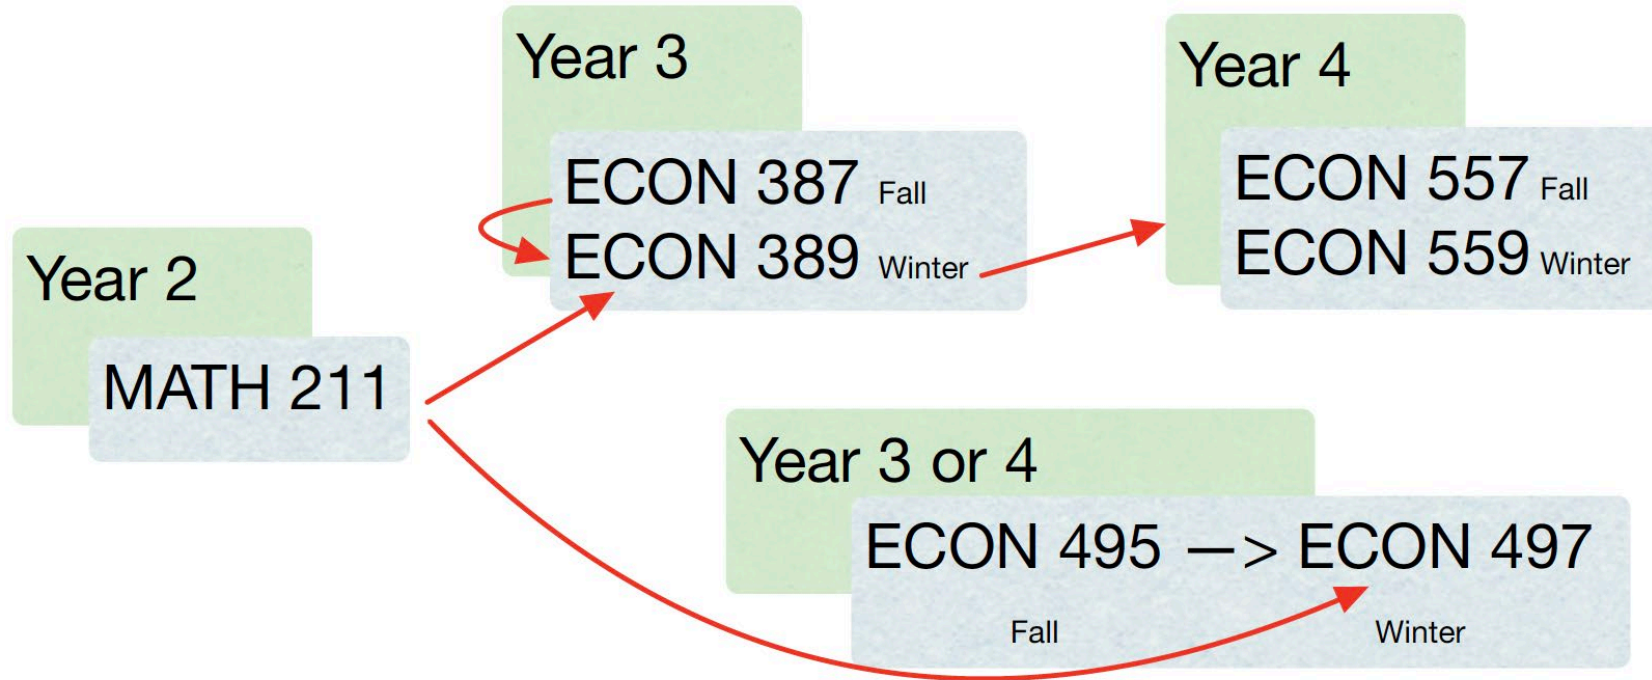 Year 2
MATH 211
Year 3
ECON 387 Fall
ECON 389 Winter
Year 4
ECON 557 Fall
ECON 559 Winter
Year 3 or 4
ECON 495 —> ECON 497
Fall Winter